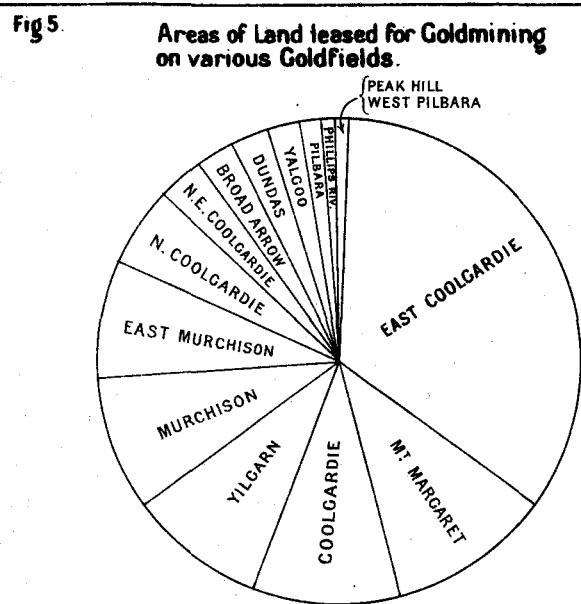 Fig 5.
Areas of Land leased for Goldmining
on various Goldfields.
PEAK HILL
WEST PILBARA
EAST COOLGARDIE
MT MARGARET
COOLGARDIE
YILGARN
MURCHISON
EAST MURCHISON
N. COOLGARDIE
N.E. COOLGARDIE
BROAD ARROW
DUNDAS
YALGOO
PILBARA
PHILLIPS RIV.